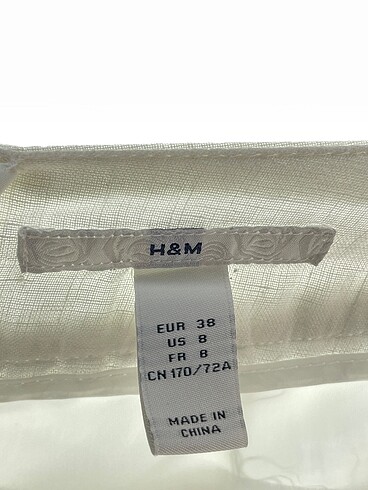 H&M
EUR 38
US 8
FR 8
CN 170/72A
MADE IN
CHINA